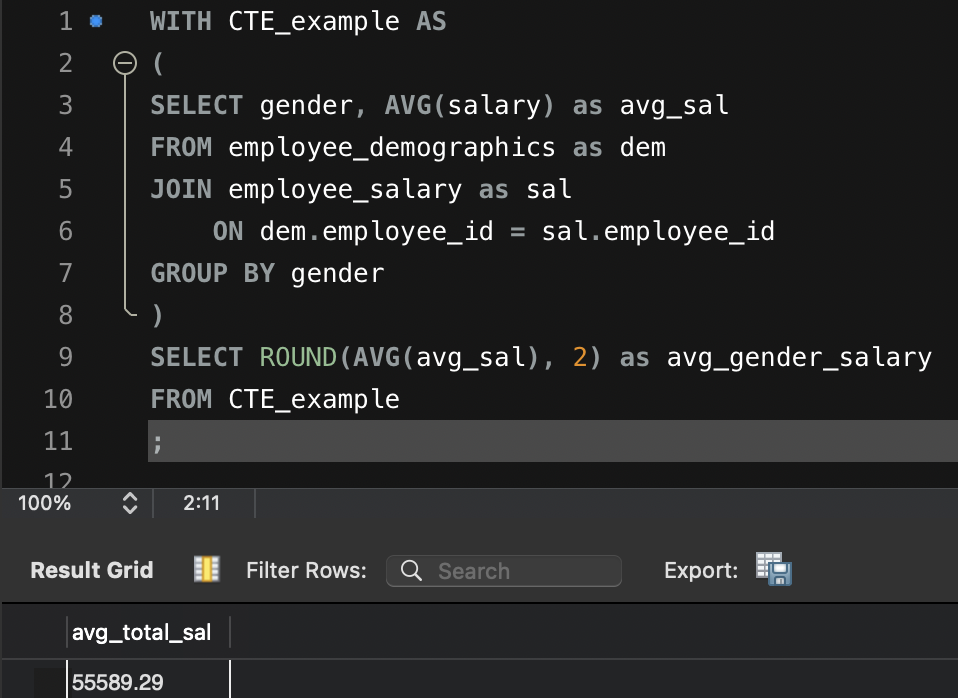 1 WITH CTE_example AS
2 (
3 SELECT gender, AVG(salary) as avg_sal
4 FROM employee_demographics as dem
5 JOIN employee_salary as sal
6 ON dem.employee_id = sal.employee_id
7 GROUP BY gender
8 )
9 SELECT ROUND(AVG(avg_sal), 2) as avg_gender_salary
10 FROM CTE_example
11 ;
12
100% 2:11
Result Grid Filter Rows: Search Export:
avg_total_sal
55589.29